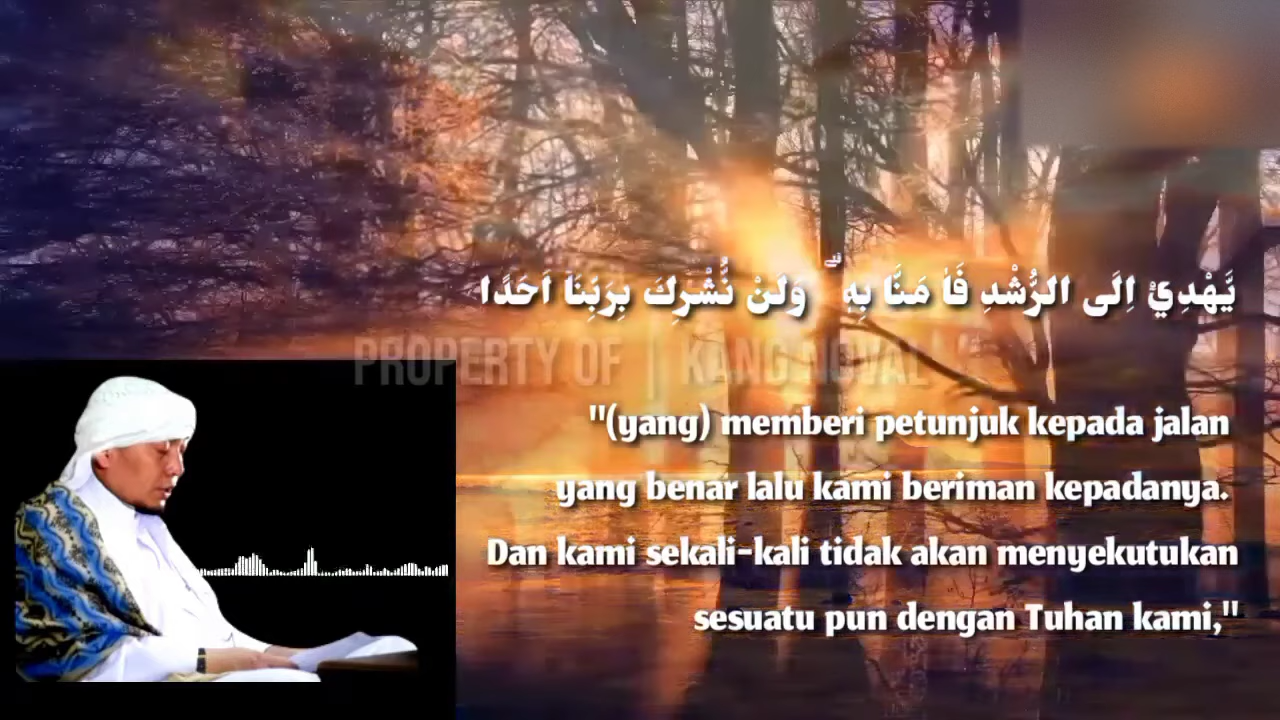 يَّهْدِيْۤ اِلَى الرُّشْدِ فَاٰ مَنَّا بِهٖ ۗ وَلَنْ نُّشْرِكَ بِرَبِّنَاۤ اَحَدًا
PROPERTY OF | KANG NOVAL
"(yang) memberi petunjuk kepada jalan
yang benar lalu kami beriman kepadanya.
Dan kami sekali-kali tidak akan menyekutukan
sesuatu pun dengan Tuhan kami,"